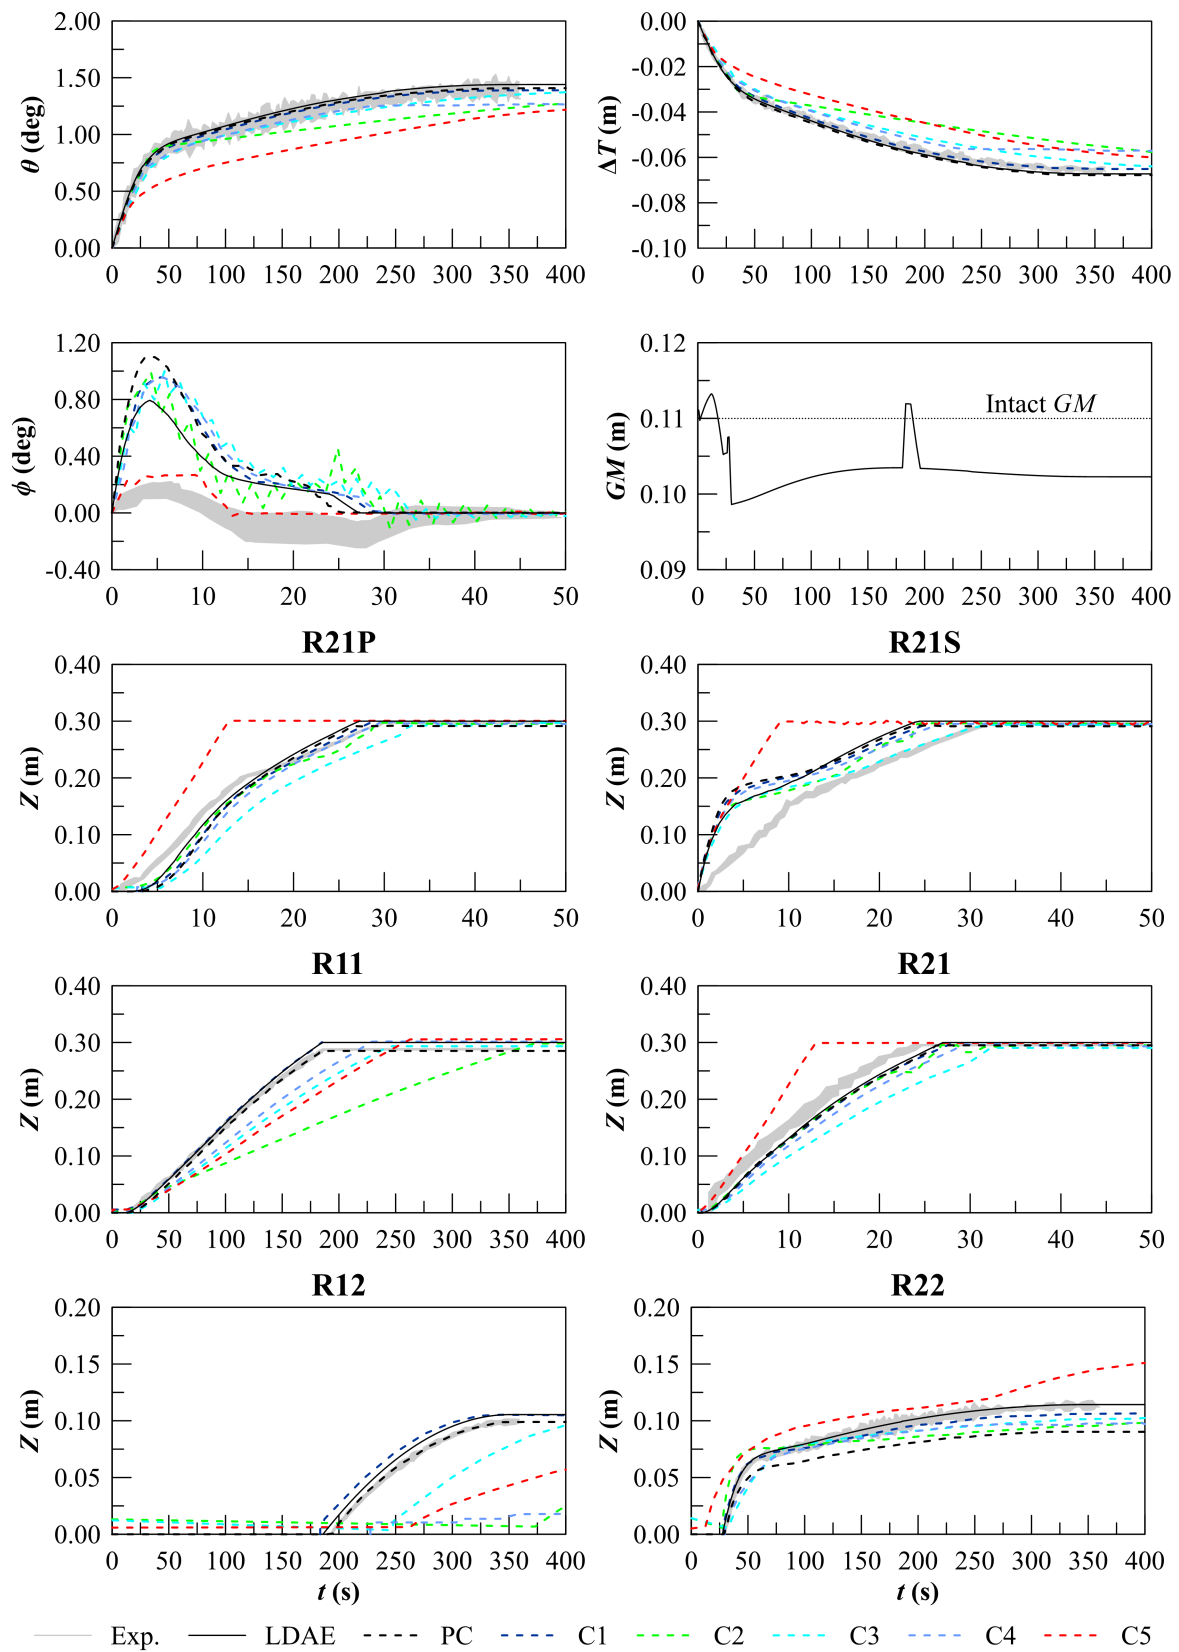 2.00
1.50
1.00
0.50
0.00
θ (deg)
0 50 100 150 200 250 300 350 400
0.00
-0.02
-0.04
-0.06
-0.08
-0.10
ΔT (m)
0 50 100 150 200 250 300 350 400
1.20
0.80
0.40
0.00
-0.40
ϕ (deg)
0 10 20 30 40 50
0.12
0.11
0.10
0.09
GM (m)
Intact GM
0 50 100 150 200 250 300 350 400
R21P
0.40
0.30
0.20
0.10
0.00
Z (m)
0 10 20 30 40 50
R21S
0.40
0.30
0.20
0.10
0.00
Z (m)
0 10 20 30 40 50
R11
0.40
0.30
0.20
0.10
0.00
Z (m)
0 50 100 150 200 250 300 350 400
R21
0.40
0.30
0.20
0.10
0.00
Z (m)
0 10 20 30 40 50
R12
0.20
0.15
0.10
0.05
0.00
Z (m)
0 50 100 150 200 250 300 350 400
t (s)
R22
0.20
0.15
0.10
0.05
0.00
Z (m)
0 50 100 150 200 250 300 350 400
t (s)
Exp. LDAE PC C1 C2 C3 C4 C5